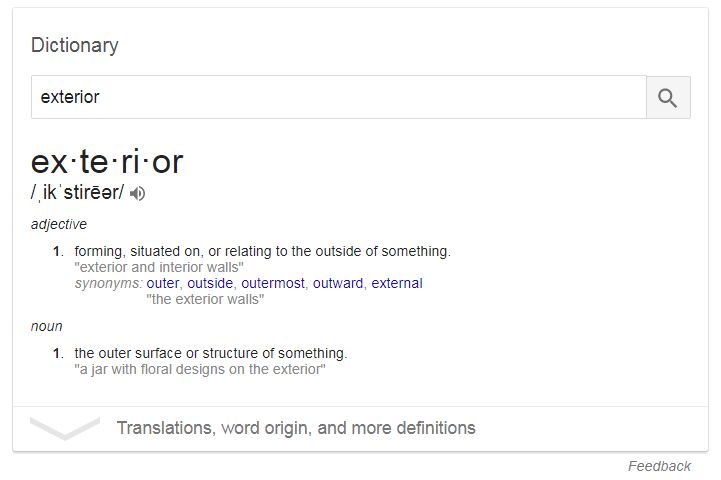 Dictionary
exterior
ex·te·ri·or
/ˌikˈstirēər/
adjective
1. forming, situated on, or relating to the outside of something.
"exterior and interior walls"
synonyms: outer, outside, outermost, outward, external
"the exterior walls"
noun
1. the outer surface or structure of something.
"a jar with floral designs on the exterior"
Translations, word origin, and more definitions
Feedback